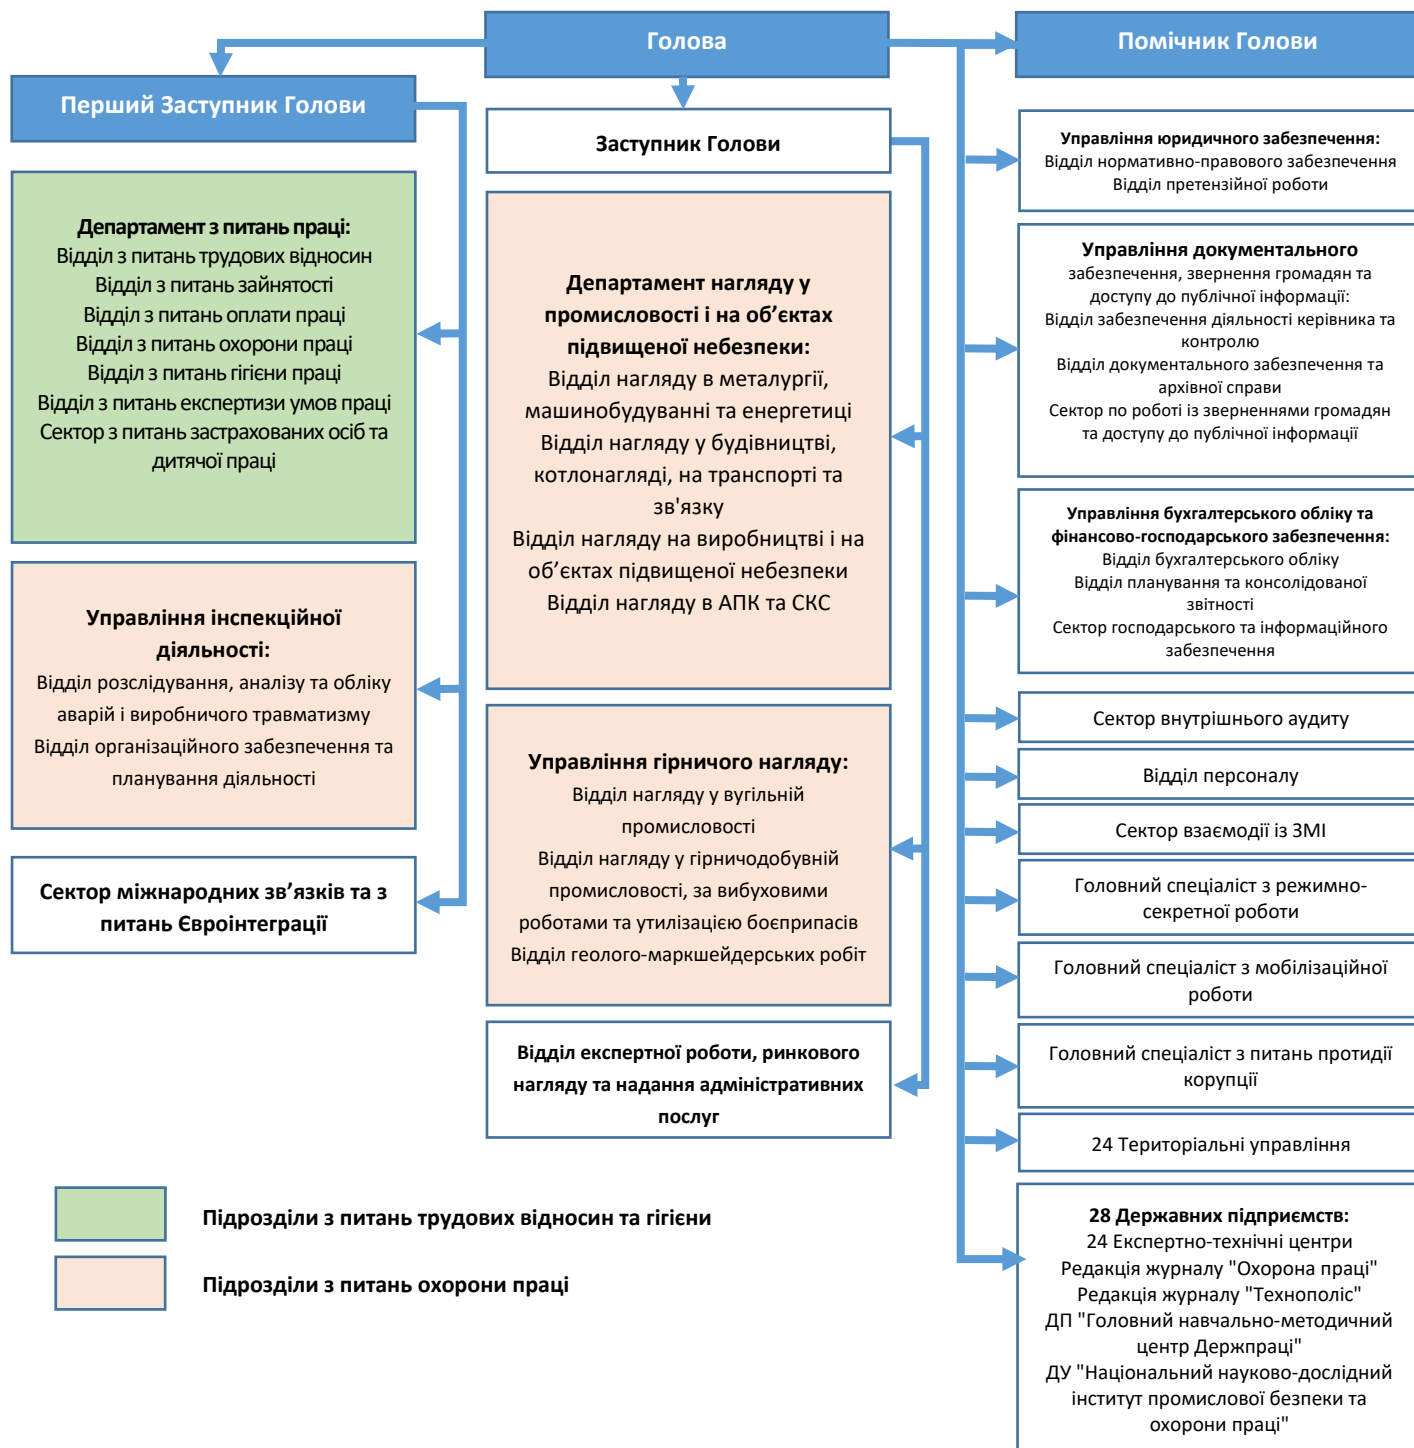 Голова
Помічник Голови
Перший Заступник Голови
Заступник Голови
Департамент з питань праці:
Відділ з питань трудових відносин
Відділ з питань зайнятості
Відділ з питань оплати праці
Відділ з питань охорони праці
Відділ з питань гігієни праці
Відділ з питань експертизи умов праці
Сектор з питань застрахованих осіб та
дитячої праці
Управління інспекційної
діяльності:
Відділ розслідування, аналізу та обліку
аварій і виробничого травматизму
Відділ організаційного забезпечення та
планування діяльності
Сектор міжнародних зв’язків та з
питань Євроінтеграції
Департамент нагляду у
промисловості і на об’єктах
підвищеної небезпеки:
Відділ нагляду в металургії,
машинобудуванні та енергетиці
Відділ нагляду у будівництві,
котлонагляді, на транспорті та
зв'язку
Відділ нагляду на виробництві і на
об’єктах підвищеної небезпеки
Відділ нагляду в АПК та СКС
Управління гірничого нагляду:
Відділ нагляду у вугільній
промисловості
Відділ нагляду у гірничодобувній
промисловості, за вибуховими
роботами та утилізацією боєприпасів
Відділ геолого-маркшейдерських робіт
Відділ експертної роботи, ринкового
нагляду та надання адміністративних
послуг
Управління юридичного забезпечення:
Відділ нормативно-правового забезпечення
Відділ претензійної роботи
Управління документального
забезпечення, звернення громадян та
доступу до публічної інформації:
Відділ забезпечення діяльності керівника та
контролю
Відділ документального забезпечення та
архівної справи
Сектор по роботі із зверненнями громадян
та доступу до публічної інформації
Управління бухгалтерського обліку та
фінансово-господарського забезпечення:
Відділ бухгалтерського обліку
Відділ планування та консолідованої
звітності
Сектор господарського та інформаційного
забезпечення
Сектор внутрішнього аудиту
Відділ персоналу
Сектор взаємодії із ЗМІ
Головний спеціаліст з режимно-
секретної роботи
Головний спеціаліст з мобілізаційної
роботи
Головний спеціаліст з питань протидії
корупції
24 Територіальні управління
28 Державних підприємств:
24 Експертно-технічні центри
Редакція журналу "Охорона праці"
Редакція журналу "Технополіс"
ДП "Головний навчально-методичний
центр Держпраці"
ДУ "Національний науково-дослідний
інститут промислової безпеки та
охорони праці"
Підрозділи з питань трудових відносин та гігієни
Підрозділи з питань охорони праці